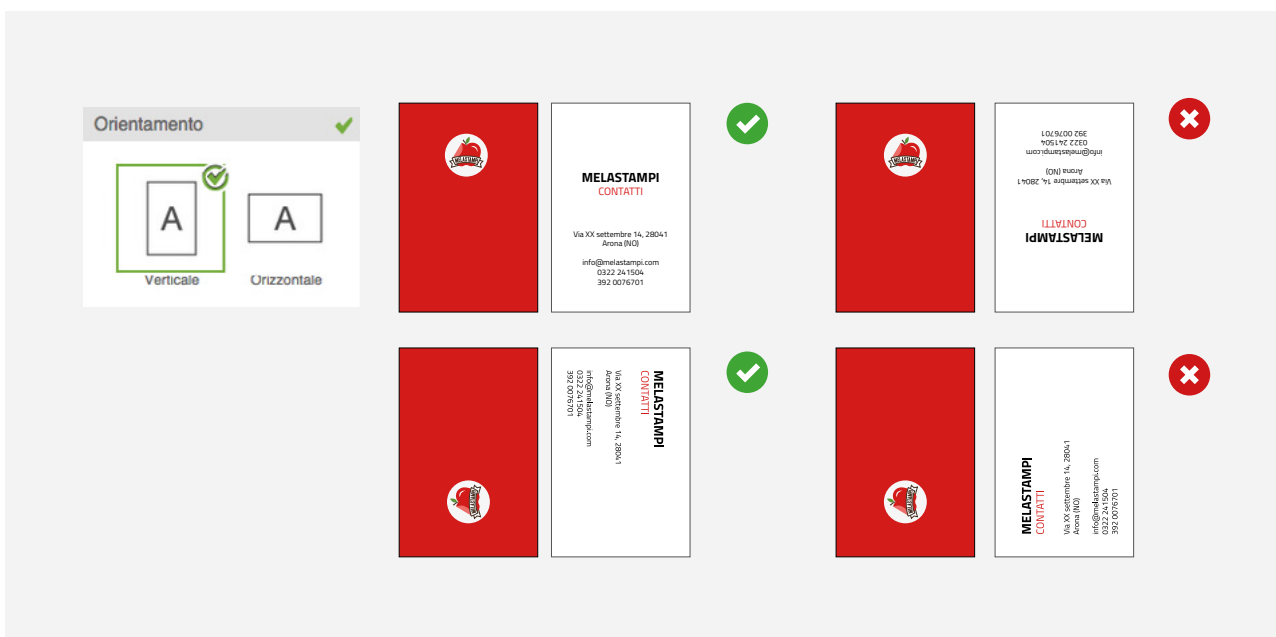 Orientamento
A
A
Verticale
Orizzontale
MELASTAMPI
MELASTAMPI
CONTATTI
Via XX settembre 14, 28041
Arona (NO)
info@melastampi.com
0322 241504
392 0076701
MELASTAMPI
MELASTAMPI
CONTATTI
Via XX settembre 14, 28041
Arona (NO)
info@melastampi.com
0322 241504
392 0076701
MELASTAMPI
MELASTAMPI
CONTATTI
Via XX settembre 14, 28041
Arona (NO)
info@melastampi.com
0322 241504
392 0076701
MELASTAMPI
MELASTAMPI
CONTATTI
Via XX settembre 14, 28041
Arona (NO)
info@melastampi.com
0322 241504
392 0076701